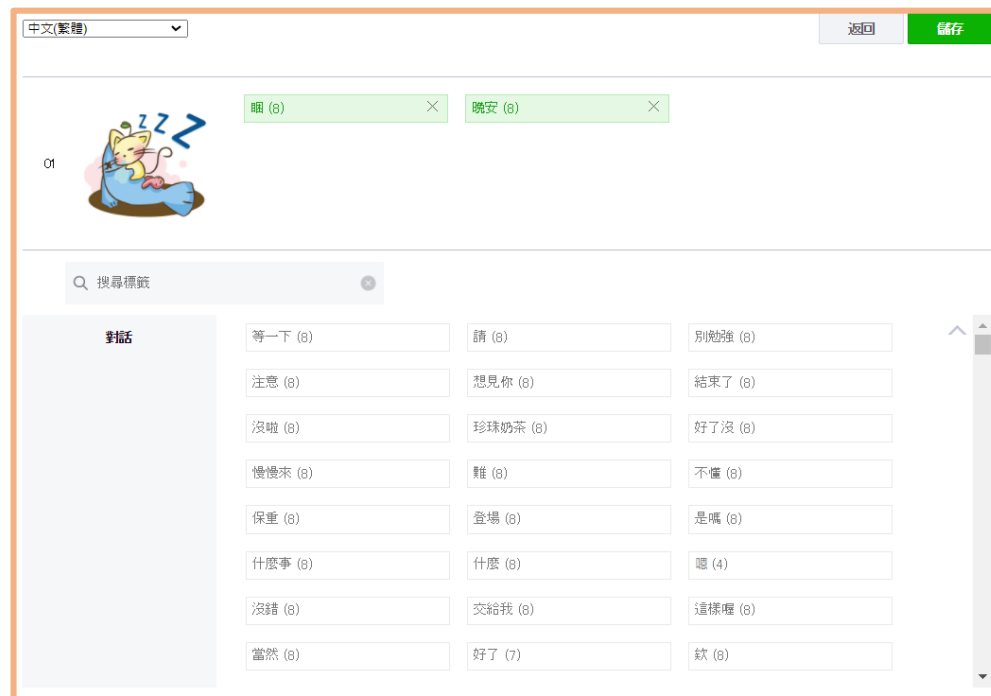 中文(繁體) 返回 儲存
睏 (8) 晚安 (8)
z Z Z
01
搜尋標籤
對話 等一下 (8) 請 (8) 別勉強 (8)
注意 (8) 想見你 (8) 結束了 (8)
沒啦 (8) 珍珠奶茶 (8) 好了沒 (8)
慢慢來 (8) 難 (8) 不懂 (8)
保重 (8) 登場 (8) 是嗎 (8)
什麼事 (8) 什麼 (8) 嗯 (4)
沒錯 (8) 交給我 (8) 這樣喔 (8)
當然 (8) 好了 (7) 欸 (8)